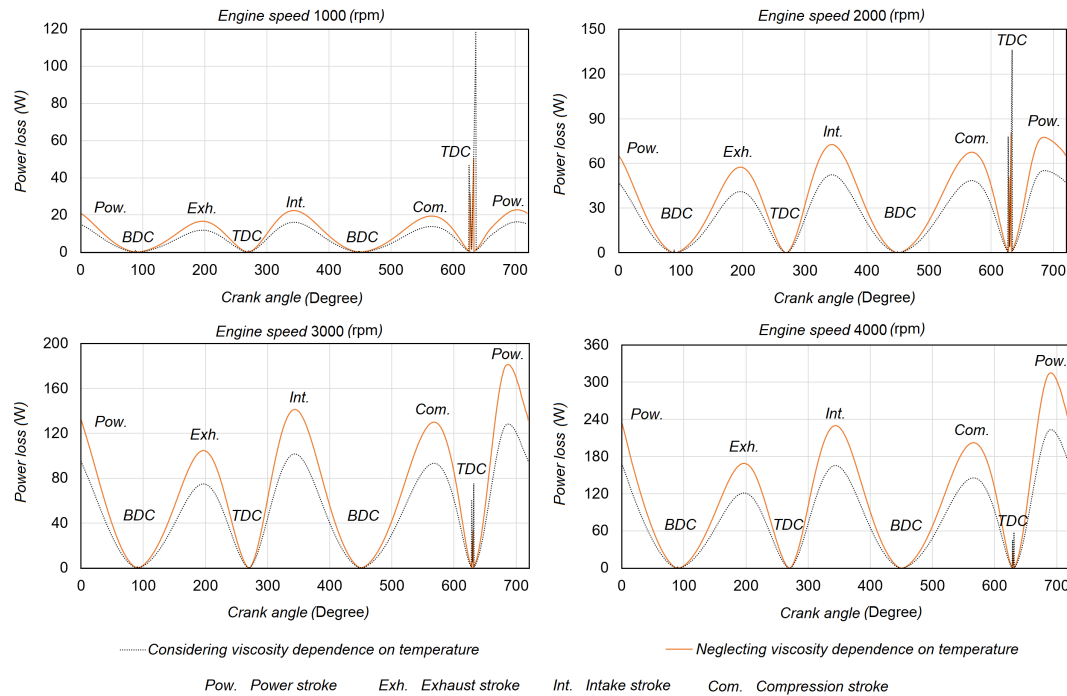 Engine speed 1000 (rpm)
120
100
80
60
40
20
0
Power loss (W)
Pow.
BDC
Exh.
TDC
Int.
BDC
Com.
TDC
Pow.
0 100 200 300 400 500 600 700
Crank angle (Degree)
Engine speed 2000 (rpm)
150
120
90
60
30
0
Power loss (W)
Pow.
BDC
Exh.
TDC
Int.
BDC
Com.
TDC
Pow.
0 100 200 300 400 500 600 700
Crank angle (Degree)
Engine speed 3000 (rpm)
200
160
120
80
40
0
Power loss (W)
Pow.
BDC
Exh.
TDC
Int.
BDC
Com.
TDC
Pow.
0 100 200 300 400 500 600 700
Crank angle (Degree)
Engine speed 4000 (rpm)
360
300
240
180
120
60
0
Power loss (W)
Pow.
BDC
Exh.
TDC
Int.
BDC
Com.
TDC
Pow.
0 100 200 300 400 500 600 700
Crank angle (Degree)
Considering viscosity dependence on temperature
Neglecting viscosity dependence on temperature
Pow. Power stroke Exh. Exhaust stroke Int. Intake stroke Com. Compression stroke